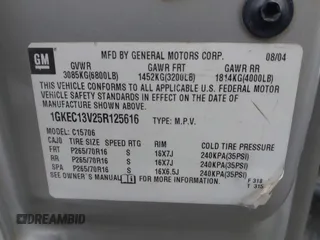 GM
MFD BY GENERAL MOTORS CORP. 08/04
GVWR GAWR FRT GAWR RR
3085KG(6800LB) 1452KG(3200LB) 1814KG(4000LB)
THIS VEHICLE CONFORMS TO ALL APPLICABLE U.S. FEDERAL MOTOR
VEHICLE SAFETY STANDARDS IN EFFECT ON THE DATE OF
MANUFACTURE SHOWN ABOVE.
1GKEC13V25R125616 TYPE: M.P.V.
MODEL: C15706
TIRE SIZE SPEED RTG RIM COLD TIRE PRESSURE
FRT P265/70R16 S 16X7J 240KPA(35PSI)
RR P265/70R16 S 16X7J 240KPA(35PSI)
SPA P265/70R16 S 16X6.5J 240KPA(35PSI)
SEE OWNER'S MANUAL
F 318
T 315
DREAMBID